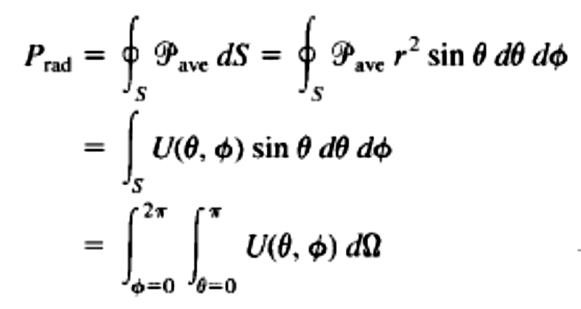 P_rad = ∮_S 𝒫_ave dS = ∮_S 𝒫_ave r² sin θ dθ dϕ
= ∫_S U(θ, ϕ) sin θ dθ dϕ
= ∫_{ϕ=0}^{2π} ∫_{θ=0}^{π} U(θ, ϕ) dΩ